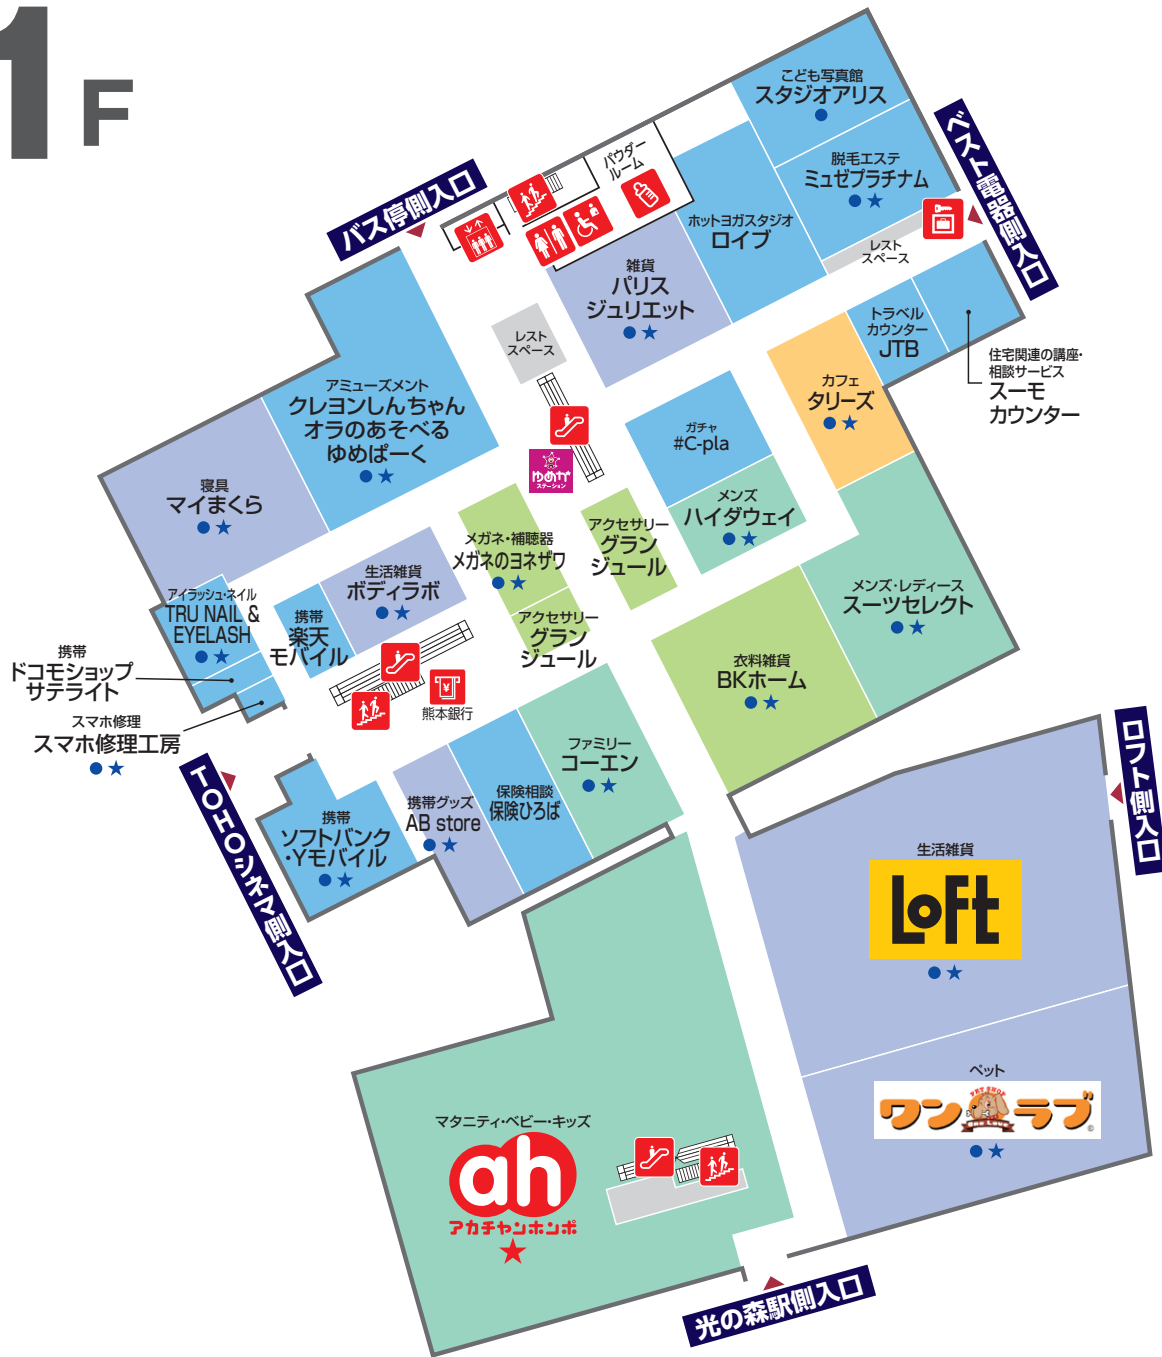 1F
こども写真館
スタジオアリス
脱毛エステ
ミュゼプラチナム
ベスト電器側入口
パウダー
ルーム
バス停側入口
ホットヨガスタジオ
ロイブ
レスト
スペース
雑貨
パリス
ジュリエット
トラベル
カウンター
JTB
住宅関連の講座・
相談サービス
スーモ
カウンター
レスト
スペース
カフェ
タリーズ
アミューズメント
クレヨンしんちゃん
オラのあそべる
ゆめぱーく
ガチャ
#C-pla
ゆめか
ステーション
寝具
マイまくら
メンズ
ハイダウェイ
メガネ・補聴器
メガネのヨネザワ
アクセサリー
グラン
ジュール
生活雑貨
ボディラボ
メンズ・レディース
スーツセレクト
アイラッシュ・ネイル
TRU NAIL &
EYELASH
携帯
楽天
モバイル
アクセサリー
グラン
ジュール
携帯
ドコモショップ
サテライト
衣料雑貨
BKホーム
熊本銀行
スマホ修理
スマホ修理工房
ファミリー
コーエン
ロフト側入口
TOHOシネマ側入口
携帯グッズ
AB store
保険相談
保険ひろば
携帯
ソフトバンク
・Yモバイル
生活雑貨
LoFt
ペット
PET SHOP
ワンラブ
One Love
マタニティ・ベビー・キッズ
ah
アカチャンホンポ
光の森駅側入口